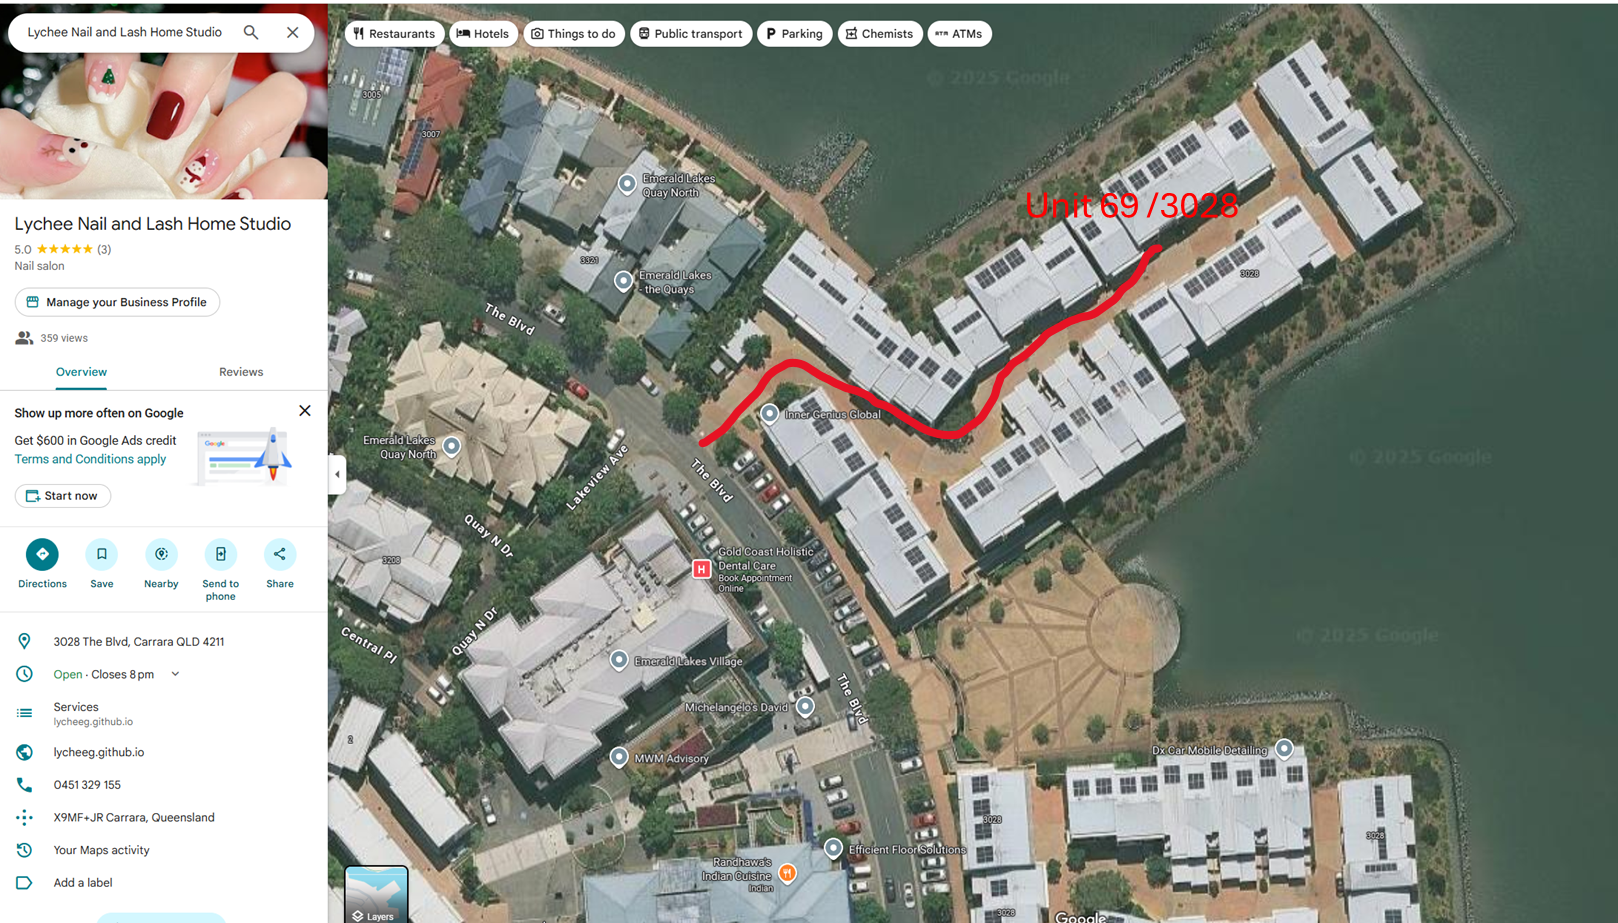 Lychee Nail and Lash Home Studio
Restaurants
Hotels
Things to do
Public transport
P Parking
Chemists
ATM ATMs
© 2025 Google
3005
3007
Emerald Lakes
Quay North
Unit 69 /3028
Lychee Nail and Lash Home Studio
5.0 ★★★★★ (3)
Nail salon
3321
Emerald Lakes
- the Quays
3028
Manage your Business Profile
The Blvd
359 views
Overview
Reviews
Show up more often on Google
Get $600 in Google Ads credit
Terms and Conditions apply
Google
Start now
Inner Genius Global
Emerald Lakes
Quay North
Lakeview Ave
The Blvd
© 2025 Google
Quay N Dr
3208
H
Gold Coast Holistic
Dental Care
Book Appointment
Online
Directions
Save
Nearby
Send to
phone
Share
Quay N Dr
Central Pl
3028 The Blvd, Carrara QLD 4211
© 2025 Google
Emerald Lakes Village
Open · Closes 8 pm
Services
lycheeg.github.io
Michelangelo's David
The Blvd
2
lycheeg.github.io
MWM Advisory
Dx Car Mobile Detailing
0451 329 155
X9MF+JR Carrara, Queensland
3028
3028
Your Maps activity
Efficient Floor Solutions
Randhawa's
Indian Cuisine
Indian
Add a label
Layers
3028
Google